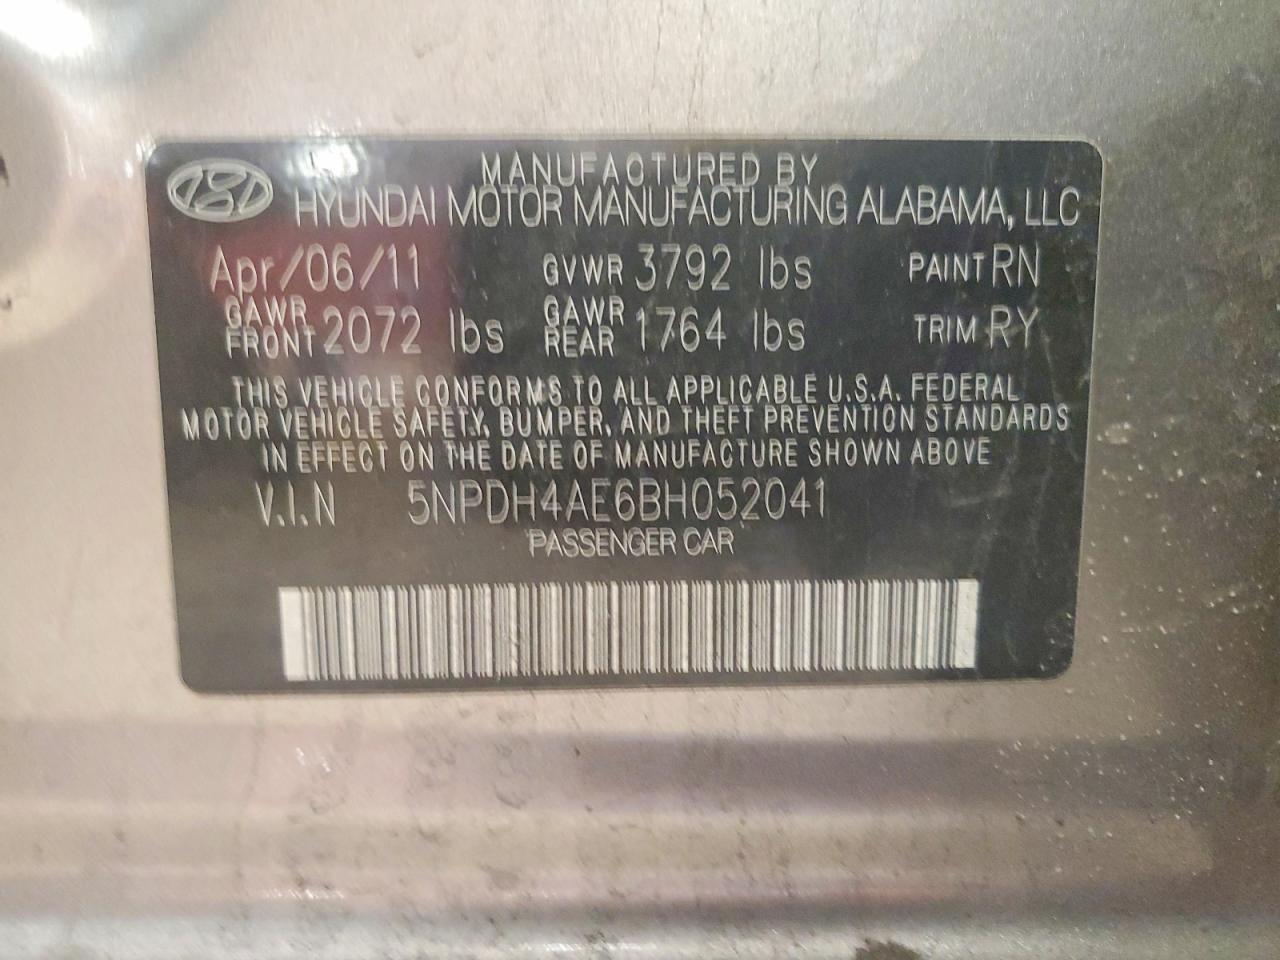 MANUFACTURED BY
HYUNDAI MOTOR MANUFACTURING ALABAMA, LLC
Apr/06/11 GVWR 3792 lbs PAINT RN
GAWR FRONT 2072 lbs GAWR REAR 1764 lbs TRIM RY
THIS VEHICLE CONFORMS TO ALL APPLICABLE U.S.A. FEDERAL
MOTOR VEHICLE SAFETY, BUMPER, AND THEFT PREVENTION STANDARDS
IN EFFECT ON THE DATE OF MANUFACTURE SHOWN ABOVE
V.I.N 5NPDH4AE6BH052041
PASSENGER CAR